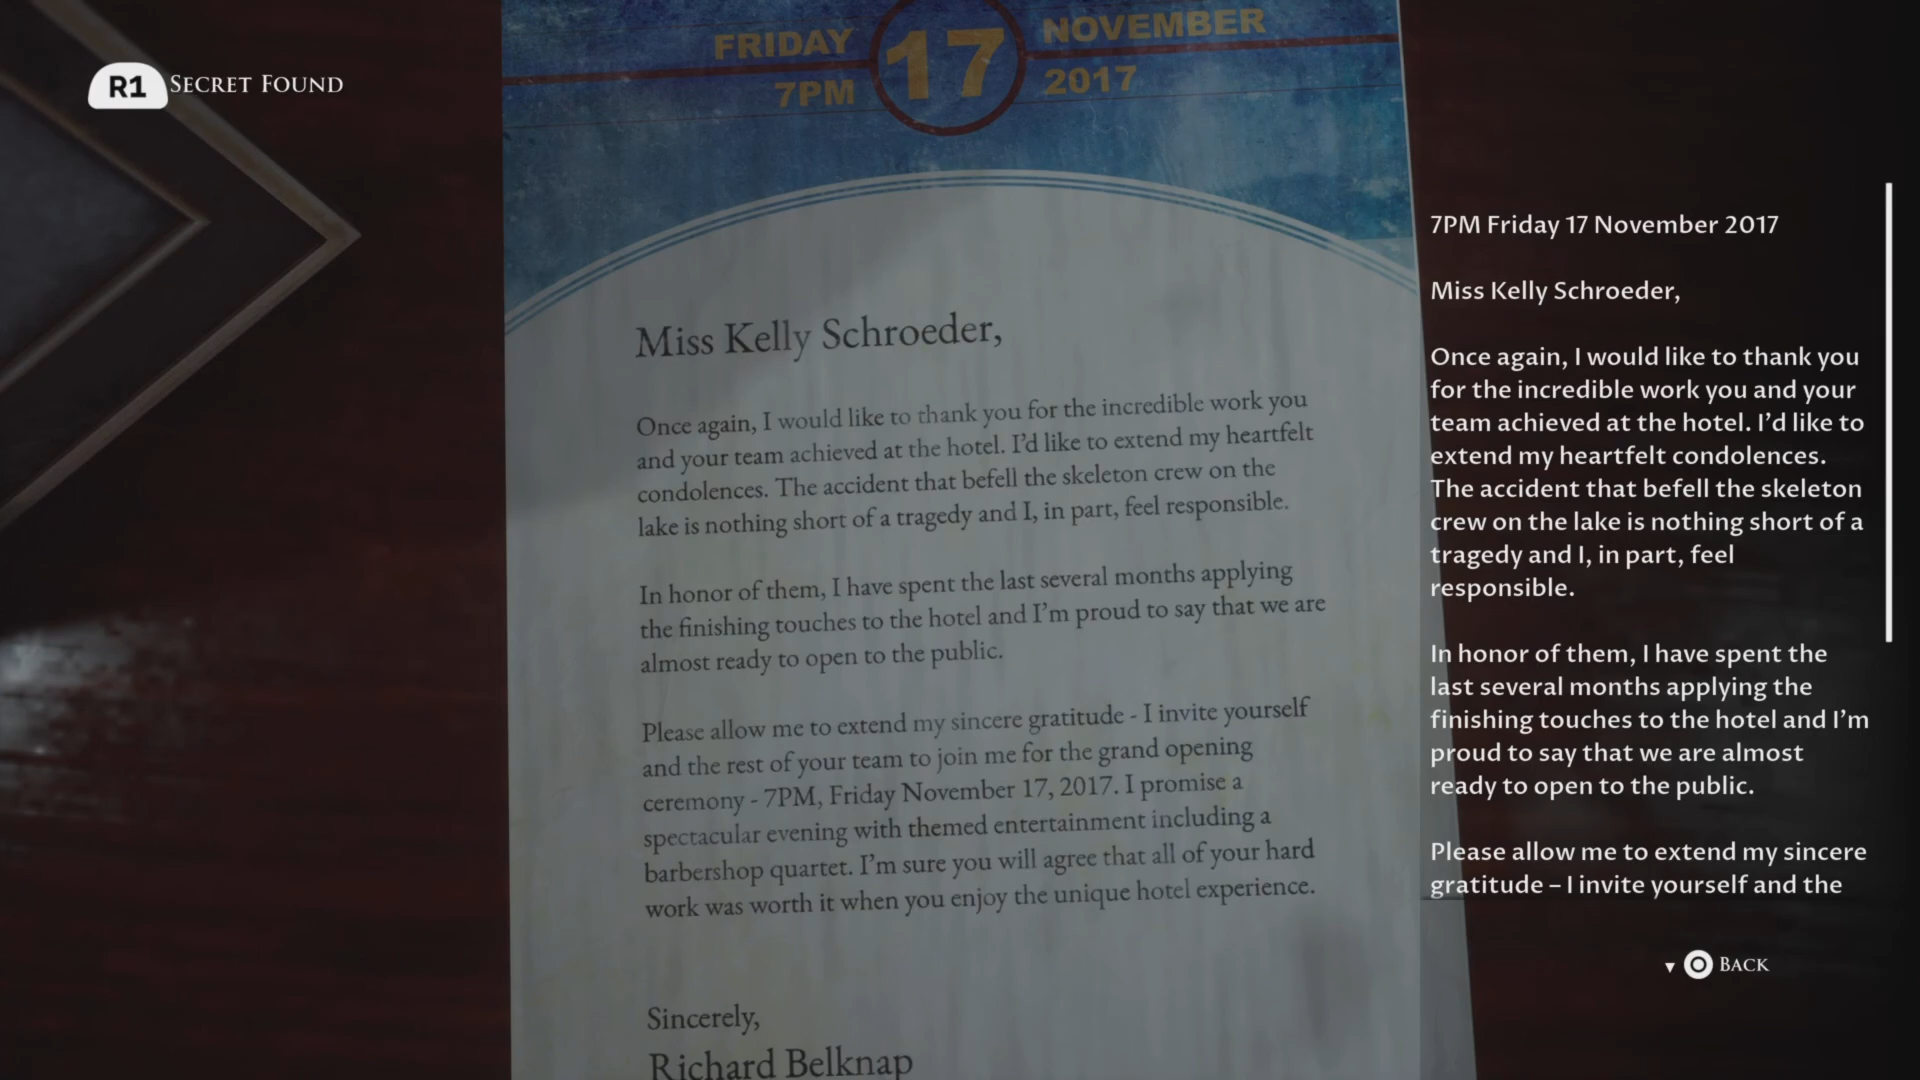 R1 SECRET FOUND
FRIDAY 17 NOVEMBER
7PM 2017
Miss Kelly Schroeder,
Once again, I would like to thank you for the incredible work you
and your team achieved at the hotel. I'd like to extend my heartfelt
condolences. The accident that befell the skeleton crew on the
lake is nothing short of a tragedy and I, in part, feel responsible.
In honor of them, I have spent the last several months applying
the finishing touches to the hotel and I'm proud to say that we are
almost ready to open to the public.
Please allow me to extend my sincere gratitude - I invite yourself
and the rest of your team to join me for the grand opening
ceremony - 7PM, Friday November 17, 2017. I promise a
spectacular evening with themed entertainment including a
barbershop quartet. I'm sure you will agree that all of your hard
work was worth it when you enjoy the unique hotel experience.
Sincerely,
Richard Belknap
7PM Friday 17 November 2017
Miss Kelly Schroeder,
Once again, I would like to thank you
for the incredible work you and your
team achieved at the hotel. I'd like to
extend my heartfelt condolences.
The accident that befell the skeleton
crew on the lake is nothing short of a
tragedy and I, in part, feel
responsible.
In honor of them, I have spent the
last several months applying the
finishing touches to the hotel and I'm
proud to say that we are almost
ready to open to the public.
Please allow me to extend my sincere
gratitude – I invite yourself and the
BACK